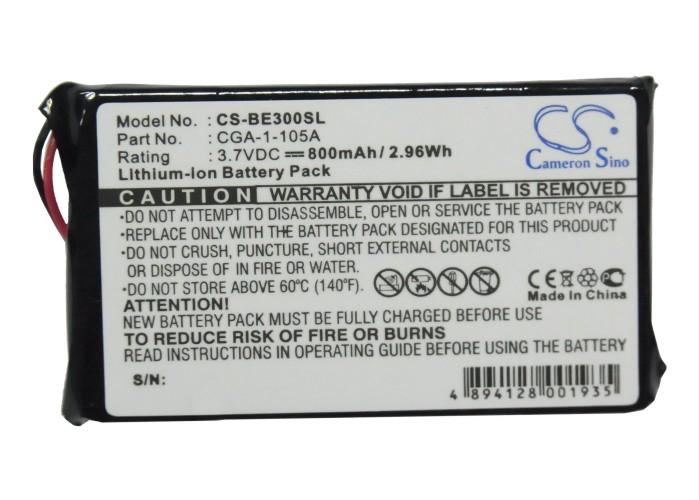 Model No. : CS-BE300SL
Part No. : CGA-1-105A
Rating : 3.7VDC 800mAh/ 2.96Wh
Lithium-Ion Battery Pack
CS
Cameron Sino
CAUTION WARRANTY VOID IF LABEL IS REMOVED
•DO NOT ATTEMPT TO DISASSEMBLE, OPEN OR SERVICE THE BATTERY PACK
•REPLACE ONLY WITH THE BATTERY PACK DESIGNATED FOR THIS PRODUCT
•DO NOT CRUSH, PUNCTURE, SHORT EXTERNAL CONTACTS
OR DISPOSE OF IN FIRE OR WATER.
•DO NOT STORE ABOVE 60°C (140°F).
CE
Made In China
ATTENTION!
NEW BATTERY PACK MUST BE FULLY CHARGED BEFORE USE
TO REDUCE RISK OF FIRE OR BURNS
READ INSTRUCTIONS AND OPERATING GUIDE BEFORE USING THE BATTERY
S/N:
4 894128 001935